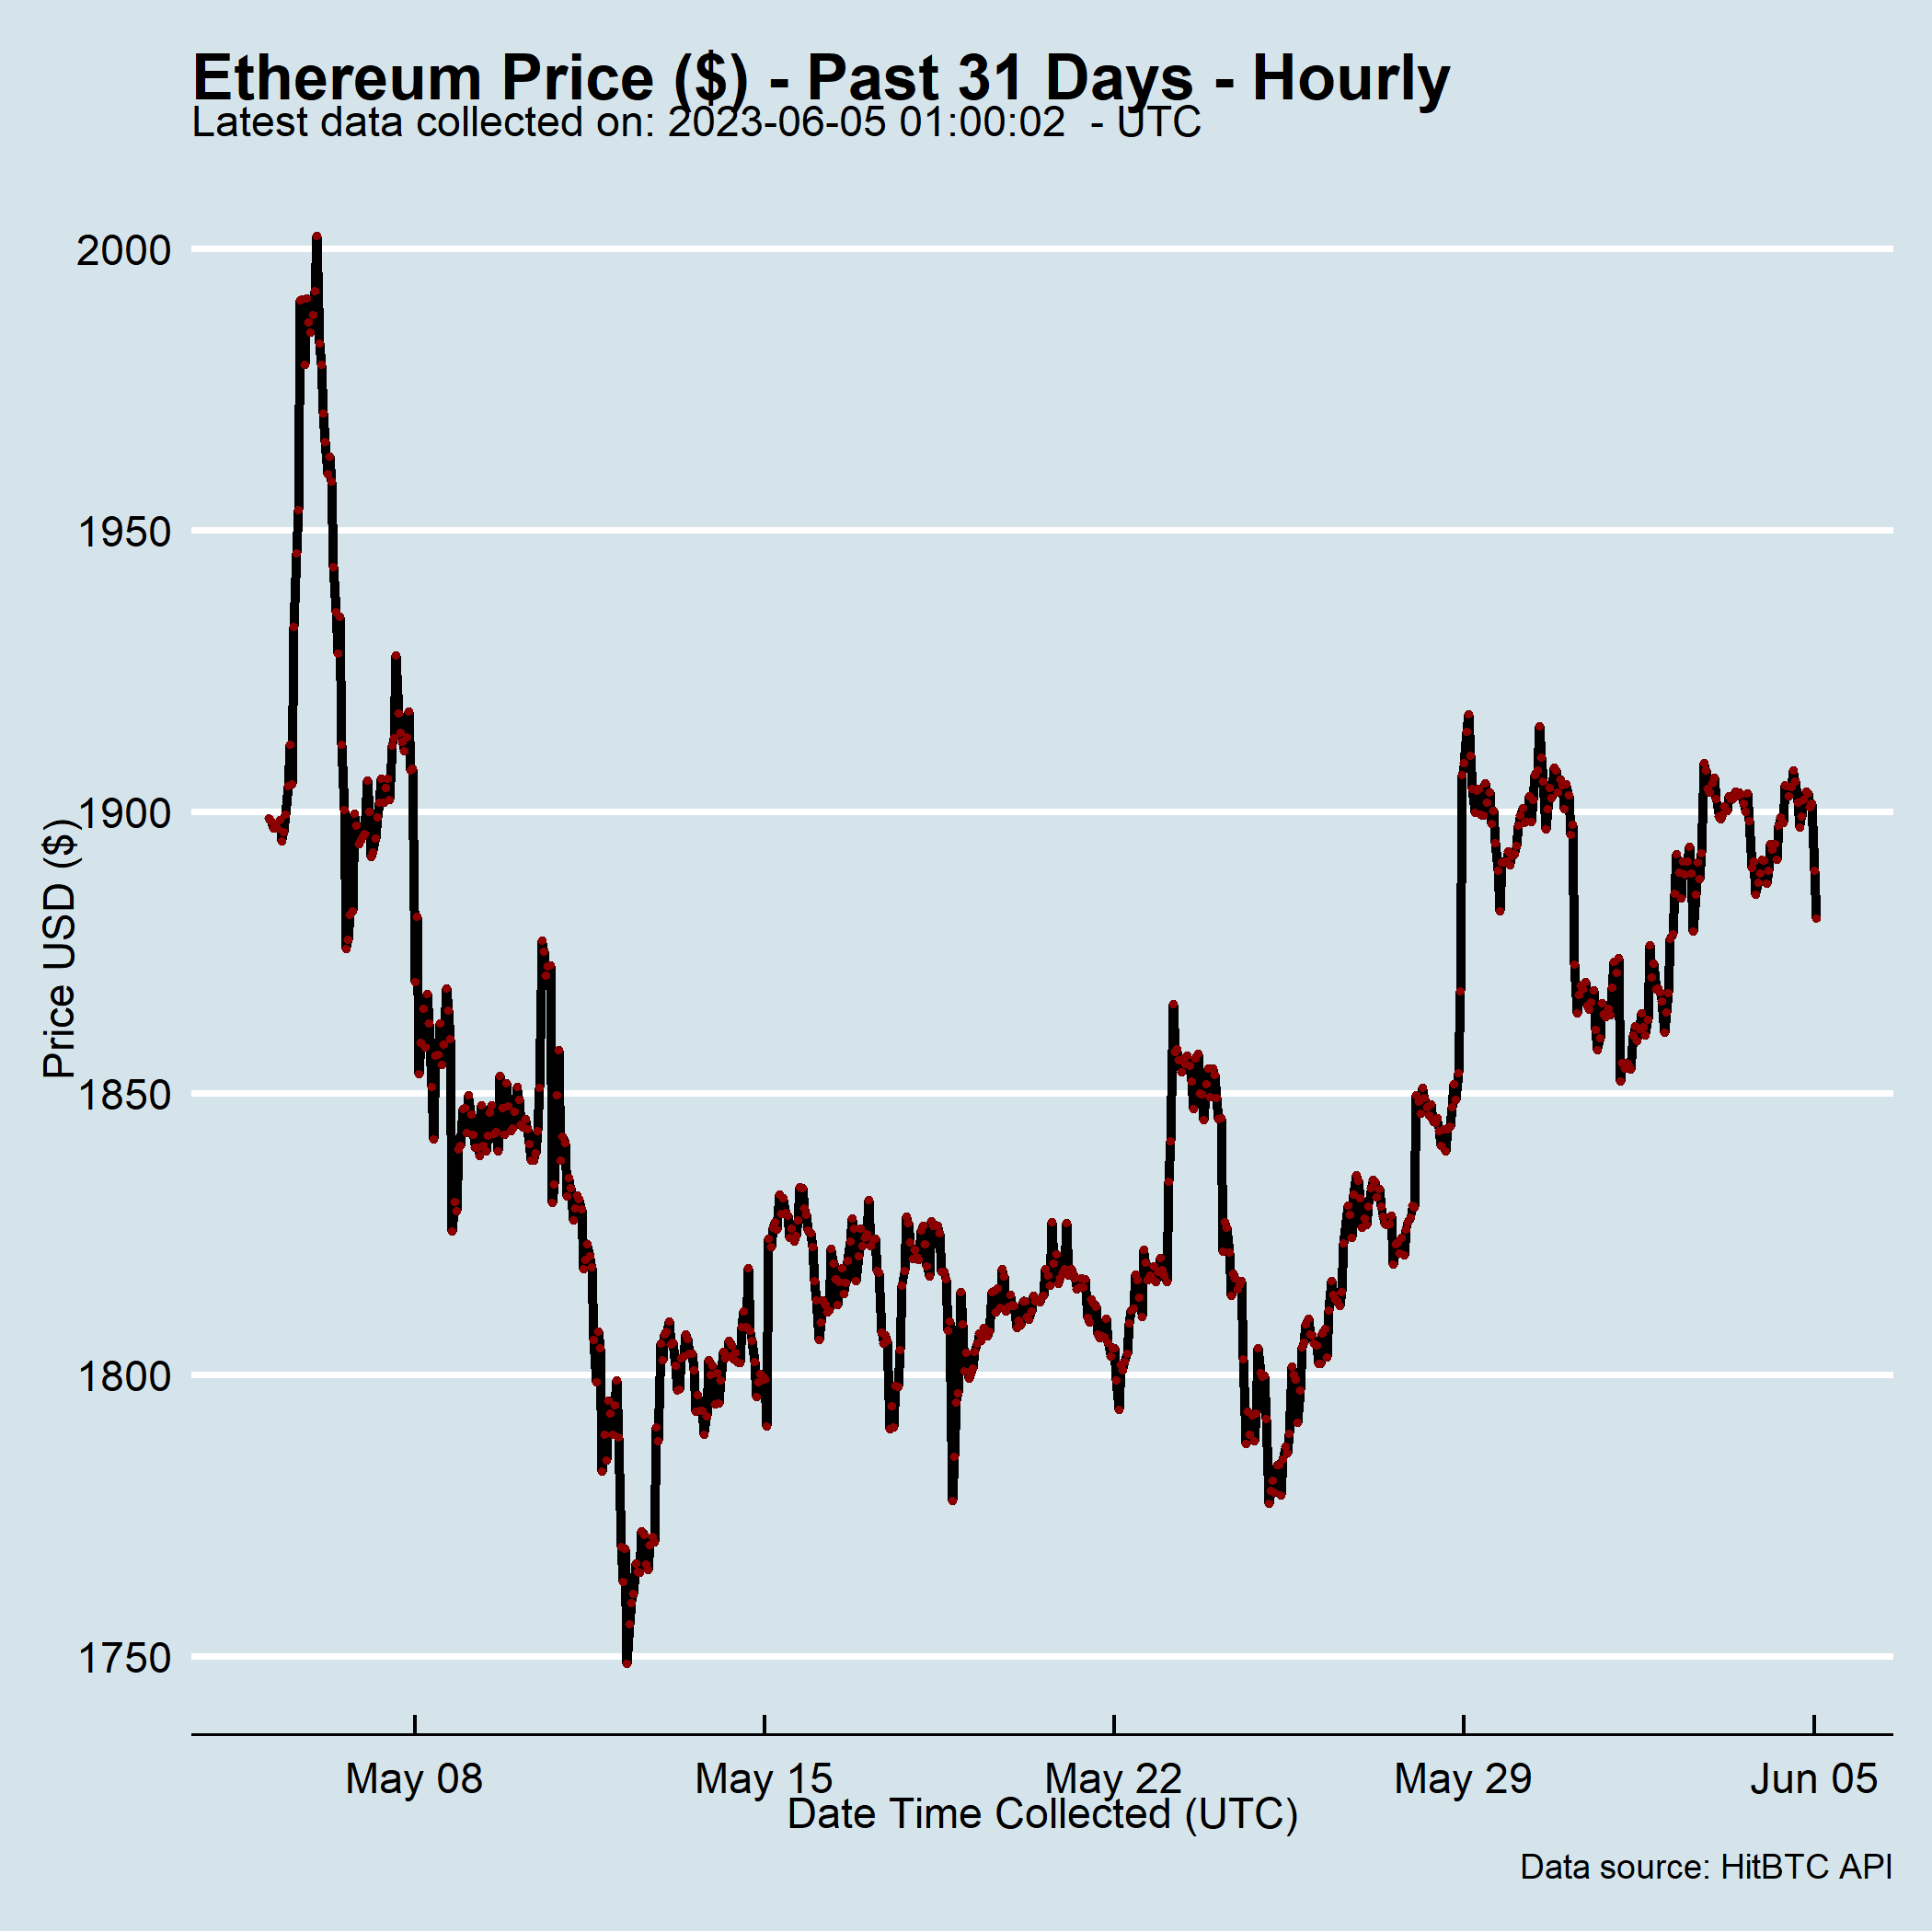 Ethereum Price ($) - Past 31 Days - Hourly
Latest data collected on: 2023-06-05 01:00:02  - UTC
Price USD ($)
2000
1950
1900
1850
1800
1750
May 08
May 15
May 22
May 29
Jun 05
Date Time Collected (UTC)
Data source: HitBTC API